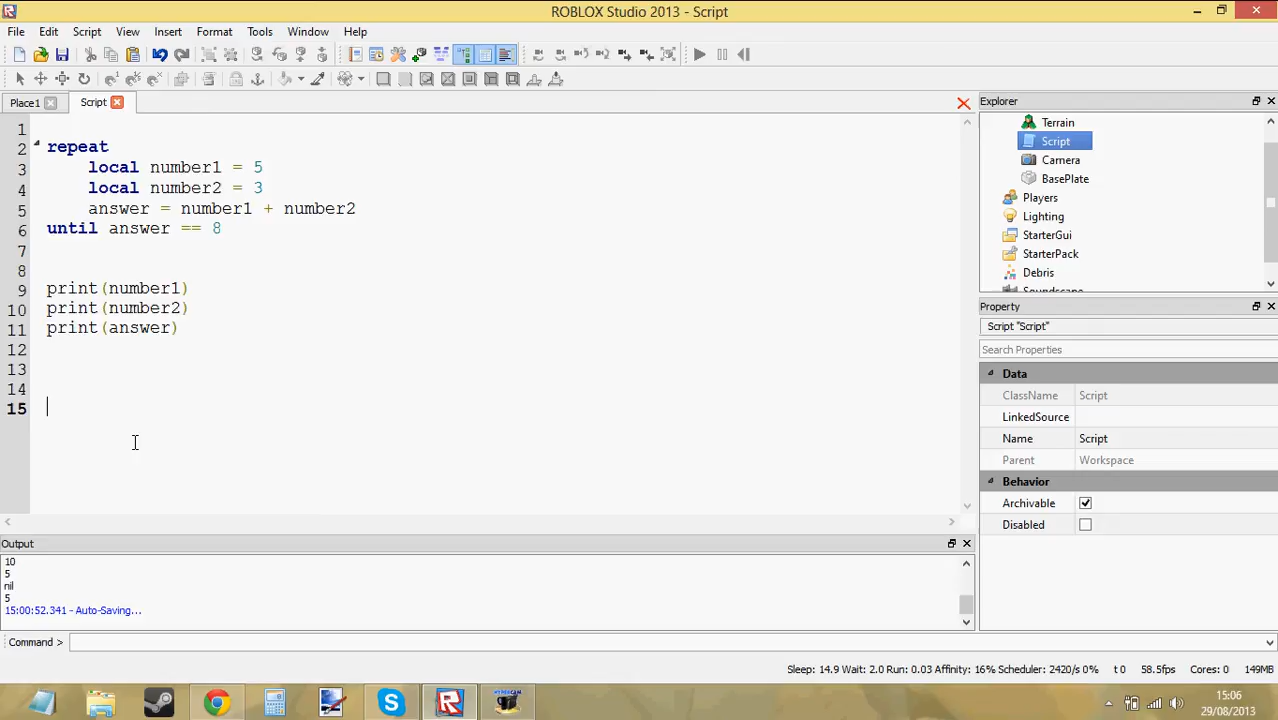 ROBLOX Studio 2013 - Script
File Edit Script View Insert Format Tools Window Help
Place1 Script
1
2 repeat
3 local number1 = 5
4 local number2 = 3
5 answer = number1 + number2
6 until answer == 8
7
8
9 print(number1)
10 print(number2)
11 print(answer)
12
13
14
15
Explorer
Terrain
Script
Camera
BasePlate
Players
Lighting
StarterGui
StarterPack
Debris
Soundscape
Property
Script "Script"
Search Properties
Data
ClassName Script
LinkedSource
Name Script
Parent Workspace
Behavior
Archivable
Disabled
Output
10
5
nil
5
15:00:52.341 - Auto-Saving...
Command >
Sleep: 14.9 Wait: 2.0 Run: 0.03 Affinity: 16% Scheduler: 2420/s 0% t 0 58.5fps Cores: 0 149MB
15:06
29/08/2013